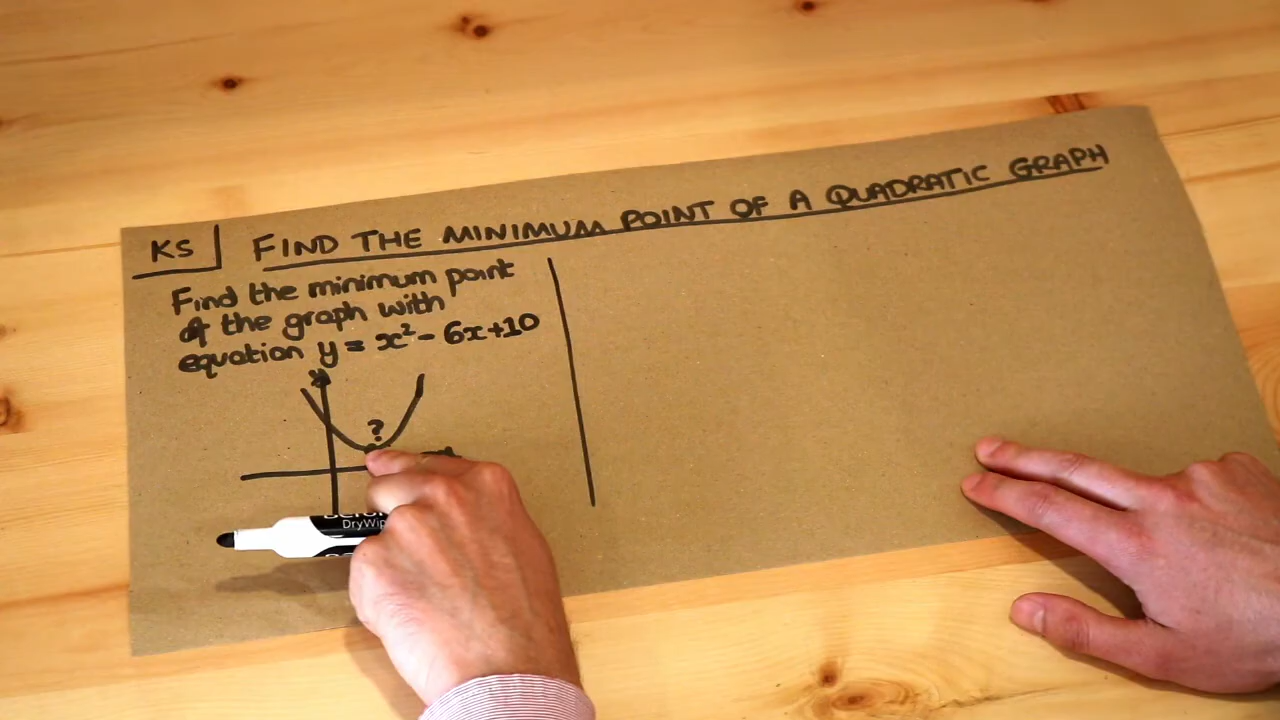 KS
FIND THE MINIMUM POINT OF A QUADRATIC GRAPH
Find the minimum point
of the graph with
equation y = x² - 6x+10
y
?
DryWip